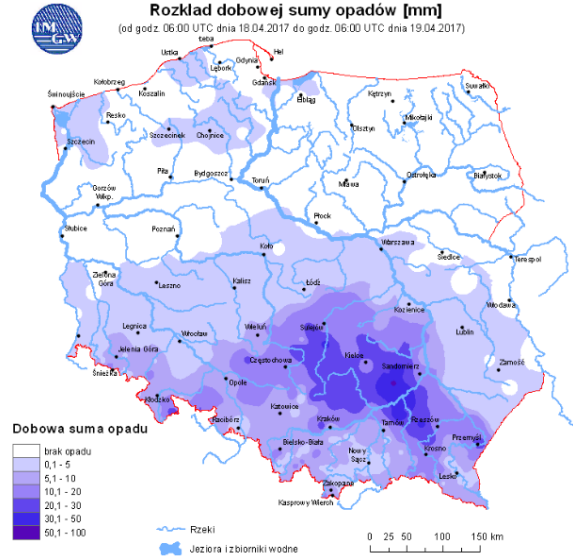 Rozkład dobowej sumy opadów [mm]
(od godz. 06:00 UTC dnia 18.04.2017 do godz. 06:00 UTC dnia 19.04.2017)
IM
GW
Łeba
Ustka
Hel
Lębork
Gdynia
Gdańsk
Suwałki
Kołobrzeg
Koszalin
Elbląg
Kętrzyn
Świnoujście
Resko
Mikołajki
Szczecinek
Chojnice
Olsztyn
Szczecin
Piła
Bydgoszcz
Toruń
Mława
Ostrołęka
Białystok
Gorzów
Wlkp.
Płock
Słubice
Poznań
Koło
Warszawa
Siedlce
Terespol
Zielona
Góra
Leszno
Kalisz
Łódź
Kozienice
Włodawa
Legnica
Wrocław
Wieluń
Sulejów
Lublin
Jelenia Góra
Częstochowa
Kielce
Sandomierz
Zamość
Śnieżka
Opole
Kłodzko
Katowice
Racibórz
Kraków
Tarnów
Rzeszów
Przemyśl
Bielsko-Biała
Nowy
Sącz
Krosno
Lesko
Zakopane
Kasprowy Wierch
Dobowa suma opadu
brak opadu
0,1 - 5
5,1 - 10
10,1 - 20
20,1 - 30
30,1 - 50
50,1 - 100
Rzeki
Jeziora i zbiorniki wodne
0 25 50 100 150 km